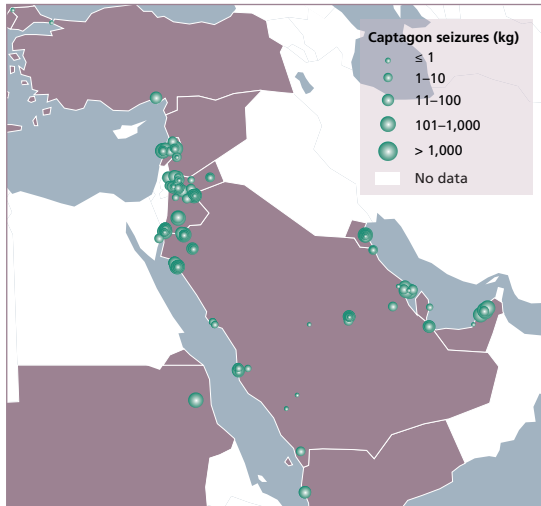 Captagon seizures (kg)
≤ 1
1–10
11–100
101–1,000
> 1,000
No data